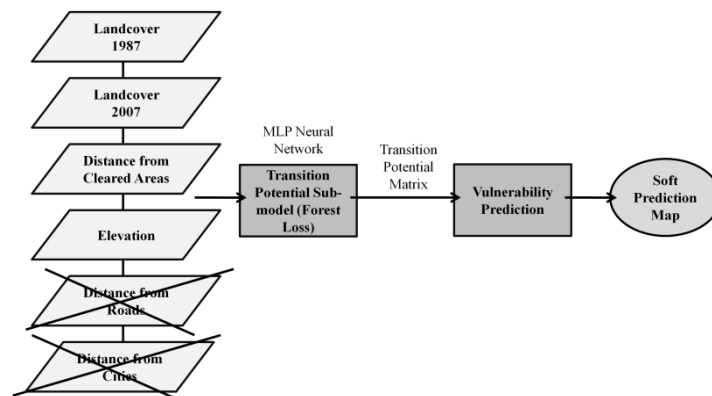 Landcover
1987
Landcover
2007
Distance from
Cleared Areas
Elevation
Distance from
Roads
Distance from
Cities
MLP Neural
Network
Transition
Potential Sub-
model (Forest
Loss)
Transition
Potential
Matrix
Vulnerability
Prediction
Soft
Prediction
Map